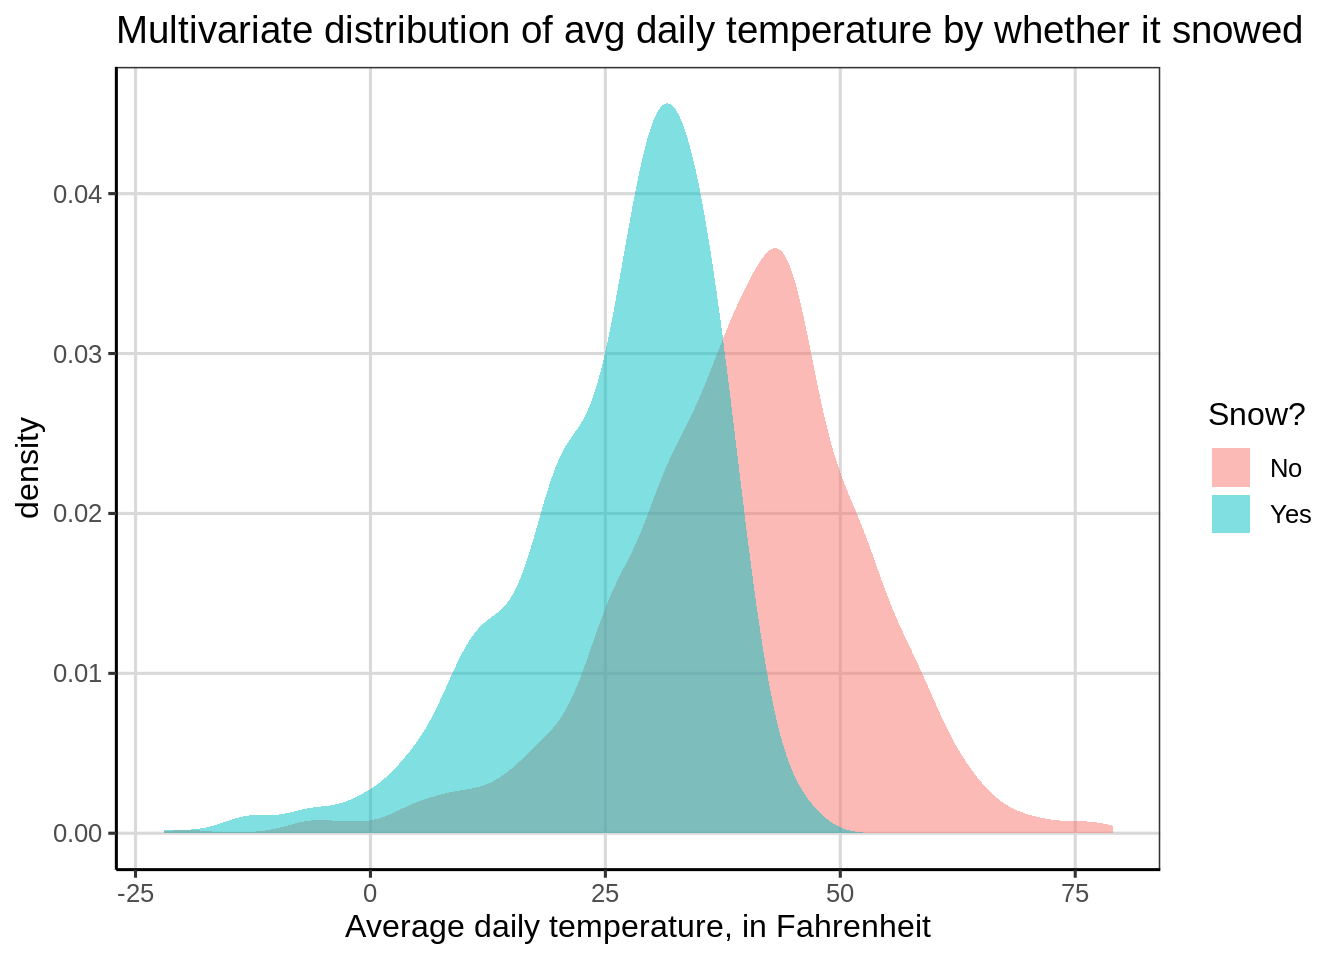 Multivariate distribution of avg daily temperature by whether it snowed
density
0.04
0.03
0.02
0.01
0.00
-25 0 25 50 75
Average daily temperature, in Fahrenheit
Snow?
No
Yes